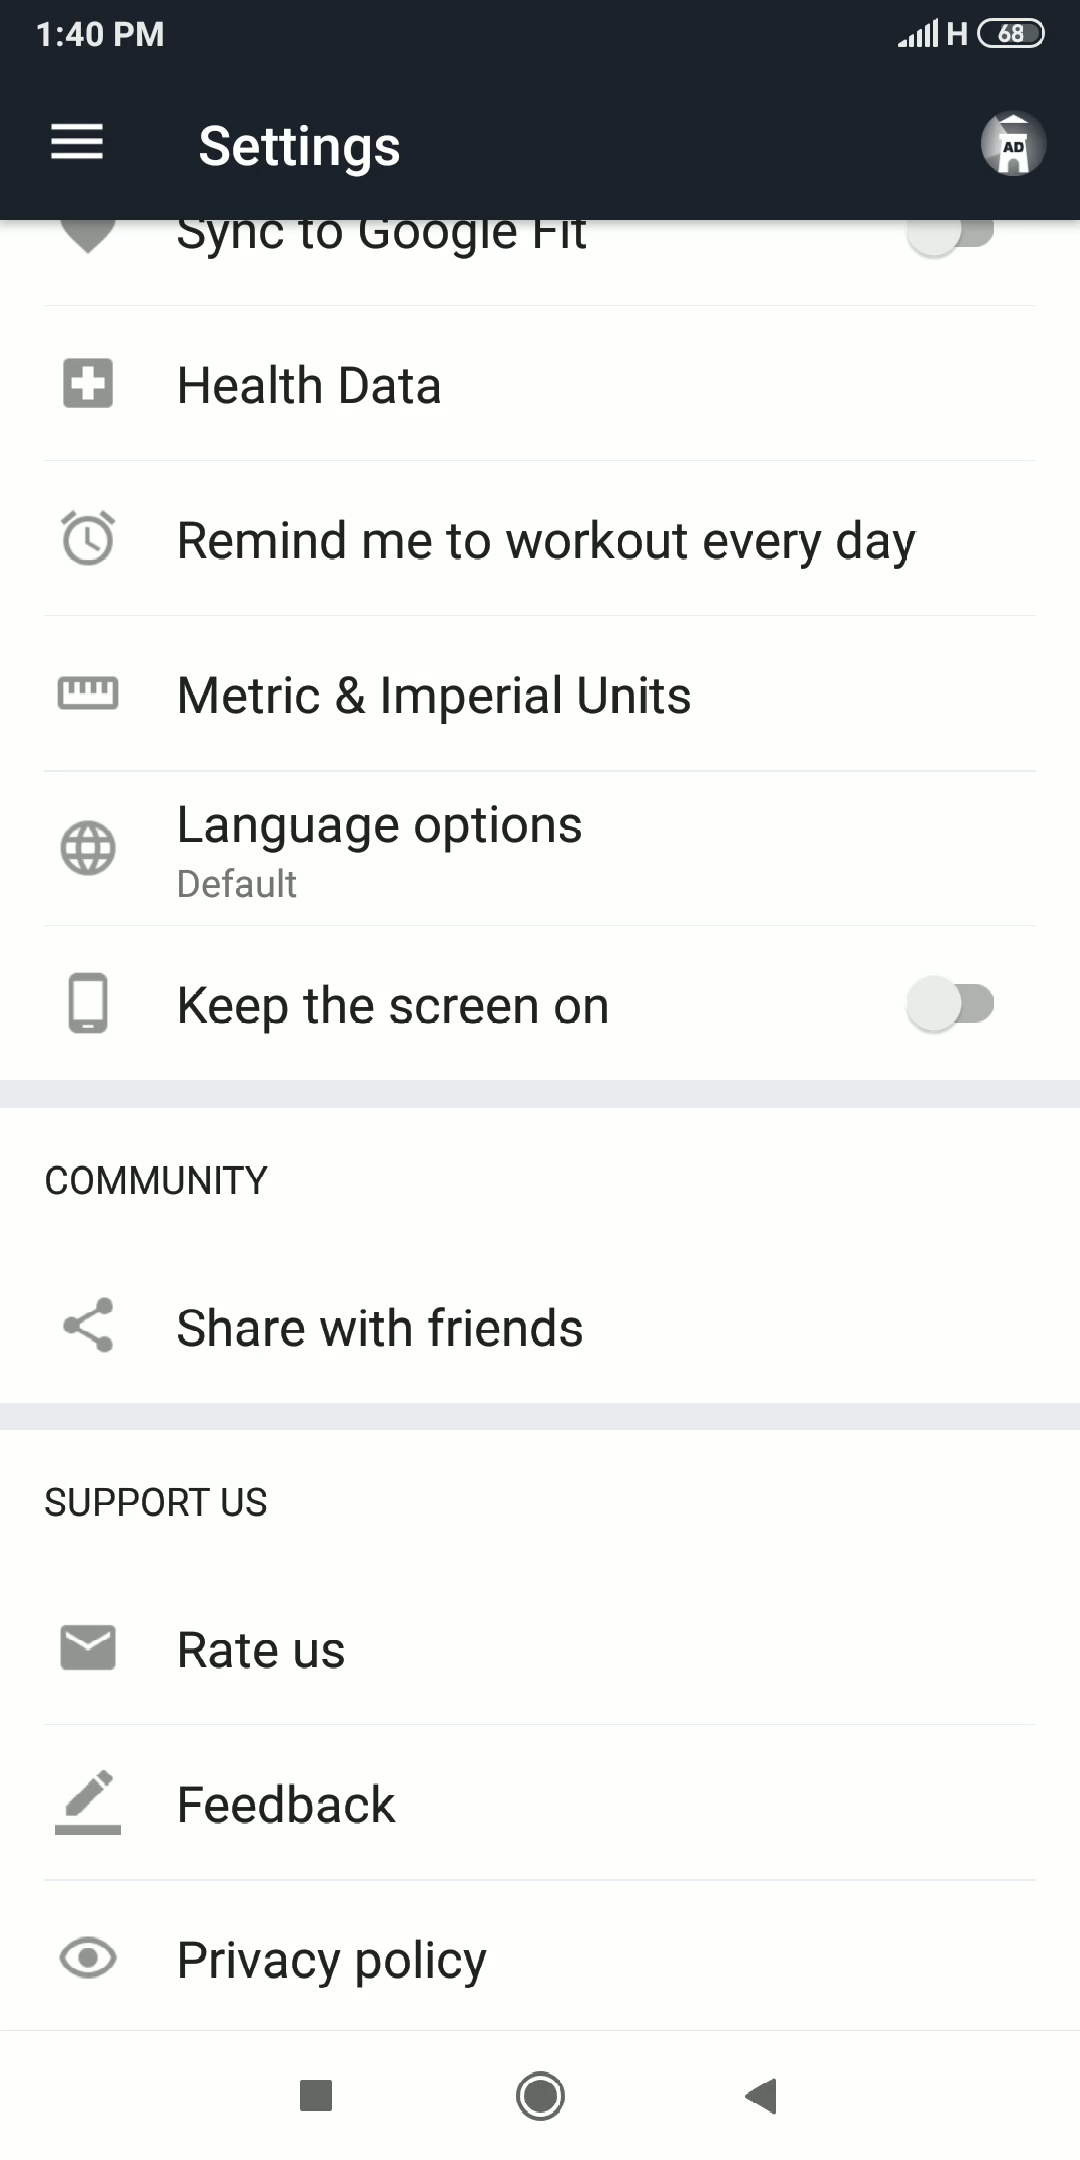 1:40 PM
H
68
Settings
AD
Sync to Google Fit
Health Data
Remind me to workout every day
Metric & Imperial Units
Language options
Default
Keep the screen on
COMMUNITY
Share with friends
SUPPORT US
Rate us
Feedback
Privacy policy